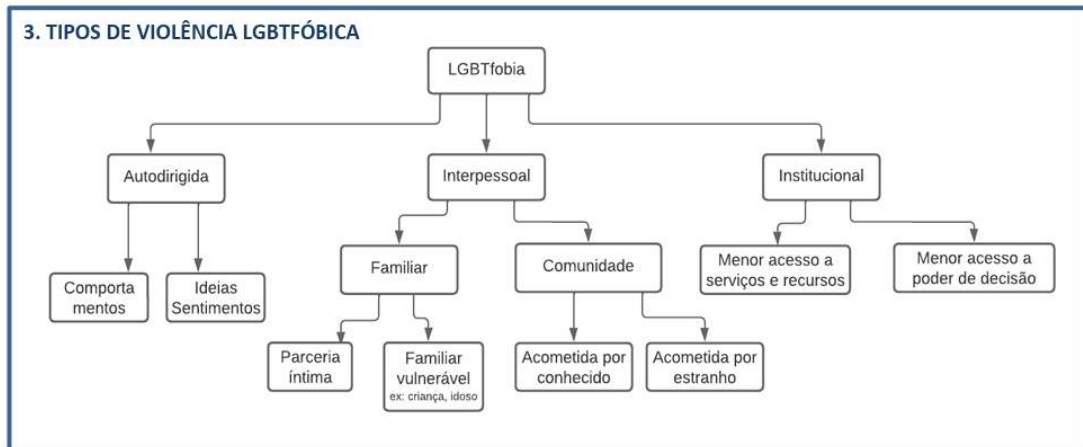 3. TIPOS DE VIOLÊNCIA LGBTFÓBICA
LGBTfobia
Autodirigida
Interpessoal
Institucional
Comporta
mentos
Ideias
Sentimentos
Familiar
Comunidade
Menor acesso a
serviços e recursos
Menor acesso a
poder de decisão
Parceria
íntima
Familiar
vulnerável
ex: criança, idoso
Acometida por
conhecido
Acometida por
estranho